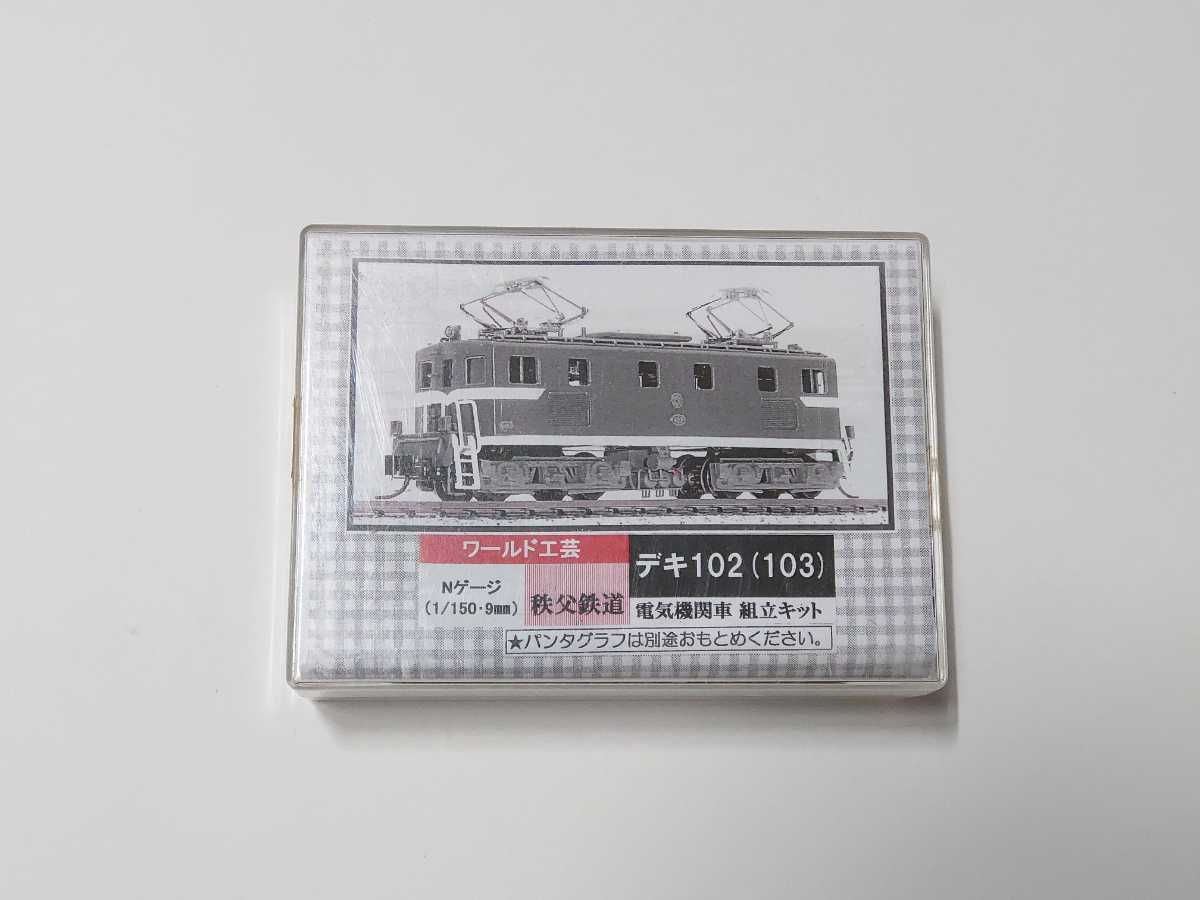 ワールド工芸
デキ102(103)
Nゲージ
(1/150・9㎜)
秩父鉄道
電気機関車 組立キット
★パンタグラフは別途おもとめください。